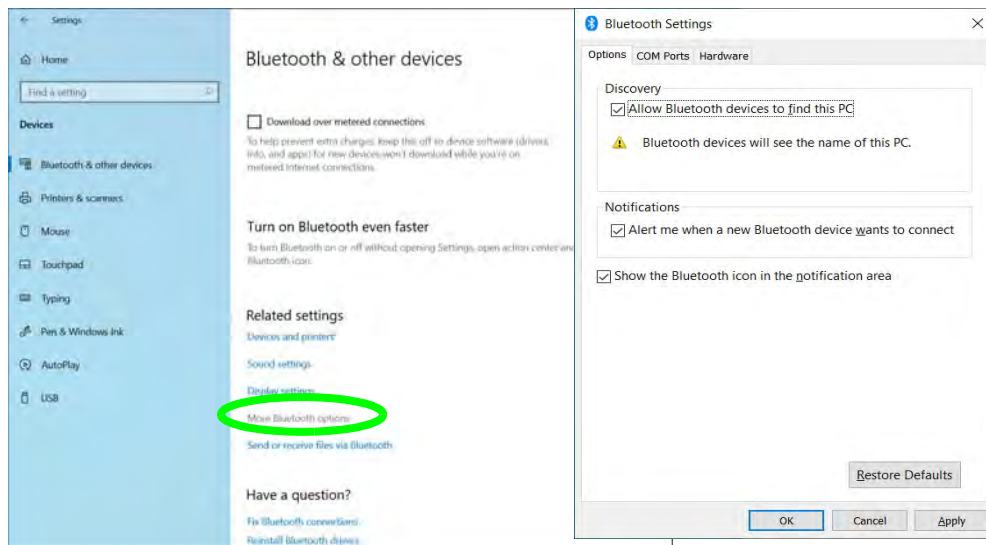 Settings
Home
Find a setting
Devices
Bluetooth & other devices
Printers & scanners
Mouse
Touchpad
Typing
Pen & Windows Ink
AutoPlay
USB
Bluetooth & other devices
Download over metered connections
To help prevent extra charges, keep this off so device software (drivers,
info, and apps) for new devices won't download while you're on
metered Internet connections.
Turn on Bluetooth even faster
To turn Bluetooth on or off without opening Settings, open action center and
Bluetooth icon.
Related settings
Devices and printers
Sound settings
Display settings
More Bluetooth options
Send or receive files via Bluetooth
Have a question?
Fix Bluetooth connections
Reinstall Bluetooth drivers
Bluetooth Settings
Options COM Ports Hardware
Discovery
Allow Bluetooth devices to find this PC
Bluetooth devices will see the name of this PC.
Notifications
Alert me when a new Bluetooth device wants to connect
Show the Bluetooth icon in the notification area
Restore Defaults
OK Cancel Apply